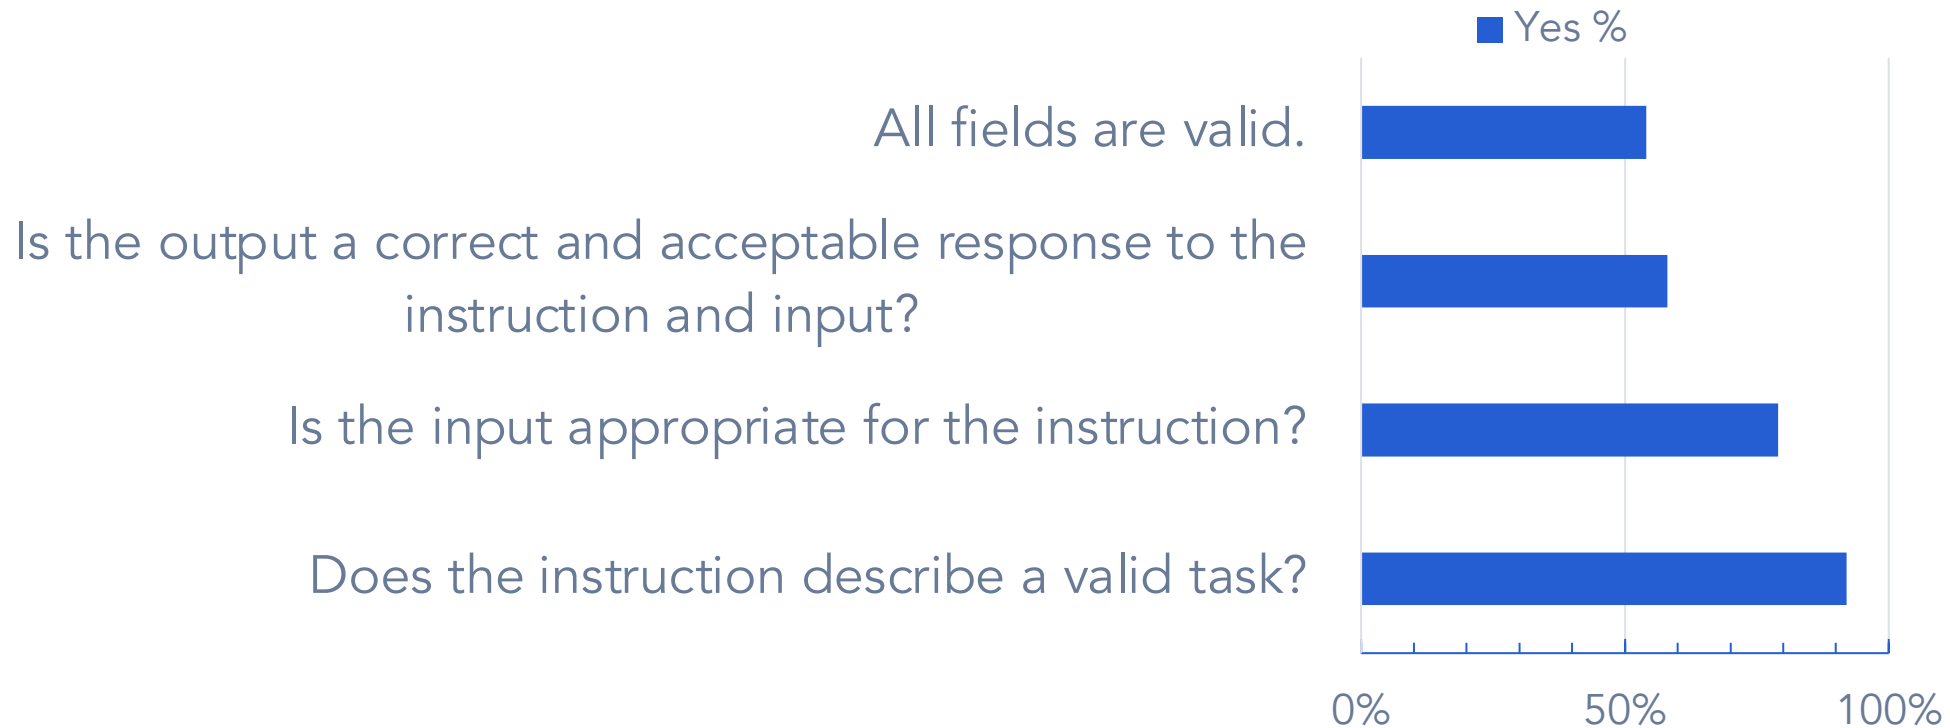 Yes %
All fields are valid.
Is the output a correct and acceptable response to the
instruction and input?
Is the input appropriate for the instruction?
Does the instruction describe a valid task?
0% 50% 100%